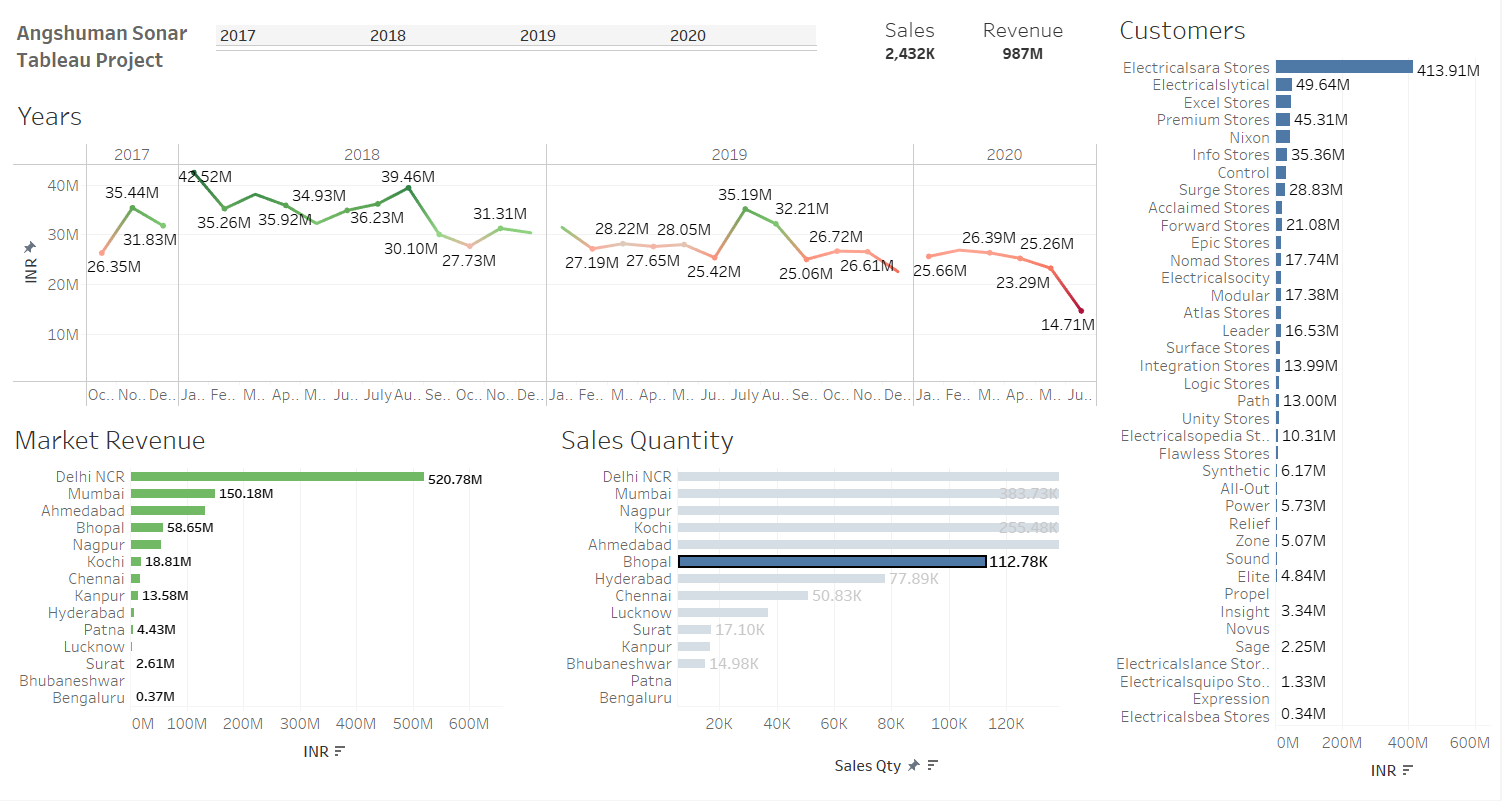 Angshuman Sonar
Tableau Project
2017 2018 2019 2020
Sales
2,432K
Revenue
987M
Years
2017 2018 2019 2020
40M
30M
20M
10M
INR
26.35M
35.44M
31.83M
42.52M
35.26M
35.92M
34.93M
36.23M
39.46M
30.10M
27.73M
31.31M
27.19M
28.22M
27.65M
28.05M
25.42M
35.19M
32.21M
25.06M
26.72M
26.61M
25.66M
26.39M
25.26M
23.29M
14.71M
Oc.. No.. De.. Ja.. Fe.. M.. Ap.. M.. Ju.. July Au.. Se.. Oc.. No.. De.. Ja.. Fe.. M.. Ap.. M.. Ju.. July Au.. Se.. Oc.. No.. De.. Ja.. Fe.. M.. Ap.. M.. Ju..
Market Revenue
Delhi NCR 520.78M
Mumbai 150.18M
Ahmedabad
Bhopal 58.65M
Nagpur
Kochi 18.81M
Chennai
Kanpur 13.58M
Hyderabad
Patna 4.43M
Lucknow
Surat 2.61M
Bhubaneshwar
Bengaluru 0.37M
0M 100M 200M 300M 400M 500M 600M
INR
Sales Quantity
Delhi NCR
Mumbai 383.73K
Nagpur
Kochi 255.48K
Ahmedabad
Bhopal 112.78K
Hyderabad 77.89K
Chennai 50.83K
Lucknow
Surat 17.10K
Kanpur
Bhubaneshwar 14.98K
Patna
Bengaluru
20K 40K 60K 80K 100K 120K
Sales Qty
Customers
Electricalsara Stores 413.91M
Electricalslytical 49.64M
Excel Stores
Premium Stores 45.31M
Nixon
Info Stores 35.36M
Control
Surge Stores 28.83M
Acclaimed Stores
Forward Stores 21.08M
Epic Stores
Nomad Stores 17.74M
Electricalsocity
Modular 17.38M
Atlas Stores
Leader 16.53M
Surface Stores
Integration Stores 13.99M
Logic Stores
Path 13.00M
Unity Stores
Electricalsopedia St.. 10.31M
Flawless Stores
Synthetic 6.17M
All-Out
Power 5.73M
Relief
Zone 5.07M
Sound
Elite 4.84M
Propel
Insight 3.34M
Novus
Sage 2.25M
Electricalslance Stor..
Electricalsquipo Sto.. 1.33M
Expression
Electricalsbea Stores 0.34M
0M 200M 400M 600M
INR